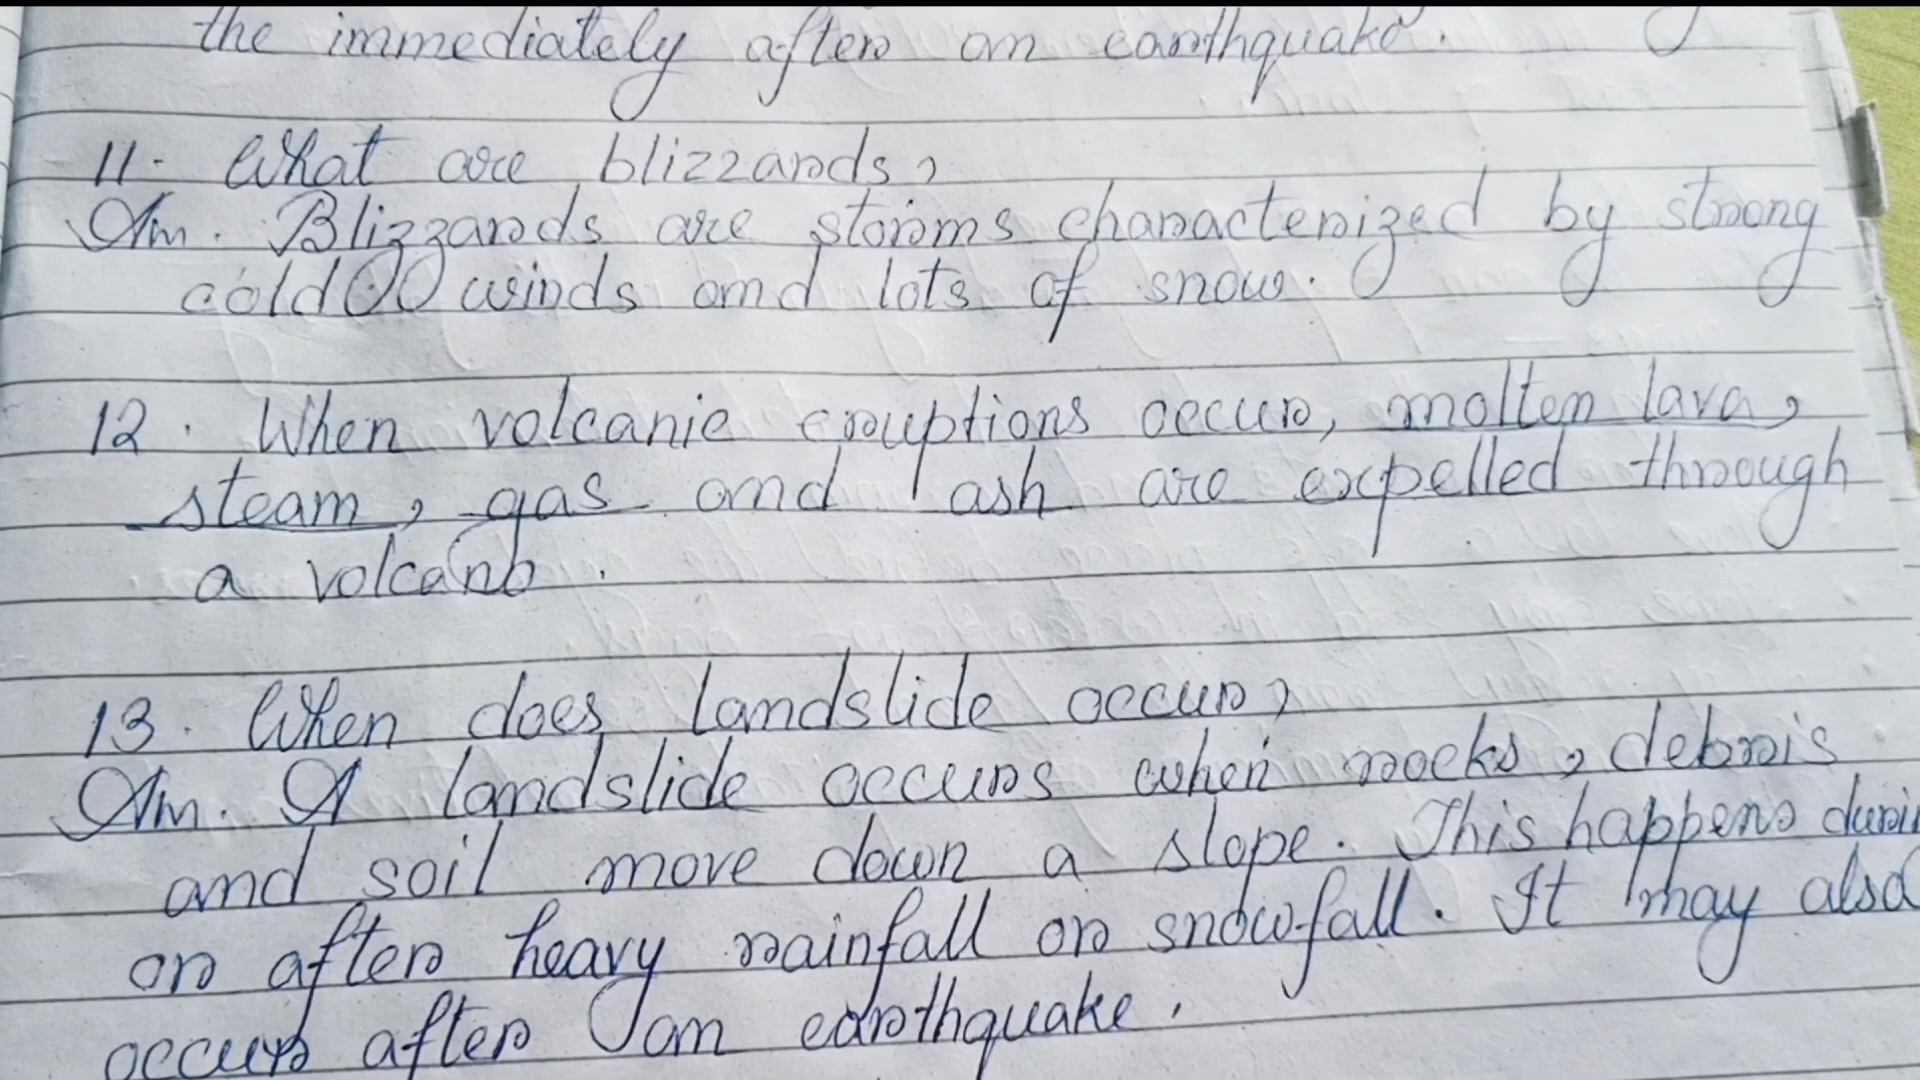 the immediately after an earthquake.
11. What are blizzards,
Ans. Blizzards are storms characterized by strong
cold winds and lots of snow.
12. When volcanic eruptions occur, molten lava,
steam, gas and ash are expelled through
a volcano.
13. When does landslide occur,
Ans. A landslide occurs when rocks, debris
and soil move down a slope. This happens durin
or after heavy rainfall or snowfall. It may also
occur after an earthquake.